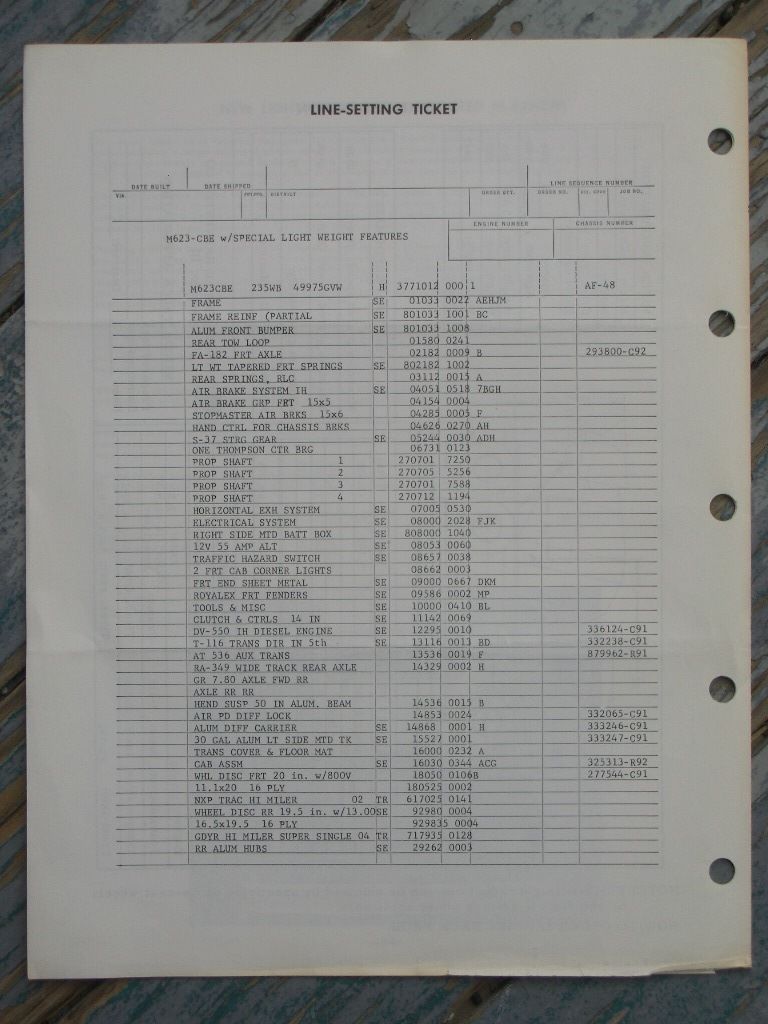 LINE-SETTING TICKET
DATE BUILT DATE SHIPPED LINE SEQUENCE NUMBER
VIA DISTRICT ORDER QTY. ORDER NO. JOB NO.
ENGINE NUMBER CHASSIS NUMBER
M623-CBE w/SPECIAL LIGHT WEIGHT FEATURES
M623CBE 235WB 49975GVW H 3771012 000 1 AF-48
FRAME SE 01033 0022 AEHJM
FRAME REINF (PARTIAL SE 801033 1001 BC
ALUM FRONT BUMPER SE 801033 1008
REAR TOW LOOP 01580 0241
FA-182 FRT AXLE 02182 0009 B 293800-C92
LT WT TAPERED FRT SPRINGS SE 802182 1002
REAR SPRINGS, RLC 03112 0015 A
AIR BRAKE SYSTEM IH SE 04051 0518 7BGH
AIR BRAKE GRP FRT 15x5 04154 0004
STOPMASTER AIR BRKS 15x6 04285 0005 F
HAND CTRL FOR CHASSIS BRKS 04626 0270 AH
S-37 STRG GEAR SE 05244 0030 ADH
ONE THOMPSON CTR BRG 06731 0123
PROP SHAFT 1 270701 7250
PROP SHAFT 2 270705 5256
PROP SHAFT 3 270701 7588
PROP SHAFT 4 270712 1194
HORIZONTAL EXH SYSTEM SE 07005 0530
ELECTRICAL SYSTEM SE 08000 2028 FJK
RIGHT SIDE MTD BATT BOX SE 808000 1040
12V 55 AMP ALT SE 08053 0060
TRAFFIC HAZARD SWITCH SE 08657 0038
2 FRT CAB CORNER LIGHTS 08662 0003
FRT END SHEET METAL SE 09000 0667 DKM
ROYALEX FRT FENDERS SE 09586 0002 MP
TOOLS & MISC SE 10000 0410 BL
CLUTCH & CTRLS 14 IN SE 11142 0069
DV-550 IH DIESEL ENGINE SE 12295 0010 336124-C91
T-116 TRANS DIR IN 5th SE 13116 0013 BD 332238-C91
AT 536 AUX TRANS 13536 0019 F 879962-R91
RA-349 WIDE TRACK REAR AXLE 14329 0002 H
GR 7.80 AXLE FWD RR
AXLE RR RR
HEND SUSP 50 IN ALUM. BEAM 14536 0015 B
AIR PD DIFF LOCK 14853 0024 332065-C91
ALUM DIFF CARRIER SE 14868 0001 H 333246-C91
30 GAL ALUM LT SIDE MTD TK SE 15527 0001 333247-C91
TRANS COVER & FLOOR MAT 16000 0232 A
CAB ASSM SE 16030 0344 ACG 325313-R92
WHL DISC FRT 20 in. w/800V 18050 0106B 277544-C91
11.1x20 16 PLY 180525 0002
NXP TRAC HI MILER 02 TR 617025 0141
WHEEL DISC RR 19.5 in. w/13.00SE 92980 0004
16.5x19.5 16 PLY 929835 0004
GDYR HI MILER SUPER SINGLE 04 TR 717935 0128
RR ALUM HUBS SE 29262 0003